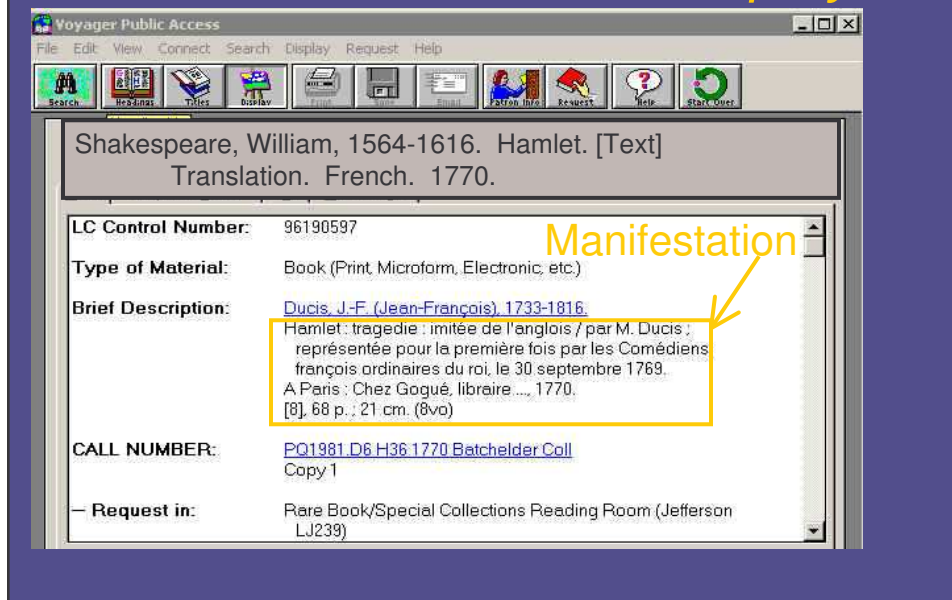 Voyager Public Access
File Edit View Connect Search Display Request Help
Search Headings Titles Display Print Save Email Patron Info Request Help Start Over
Shakespeare, William, 1564-1616. Hamlet. [Text]
Translation. French. 1770.
Manifestation
LC Control Number: 96190597
Type of Material: Book (Print, Microform, Electronic, etc.)
Brief Description: Ducis, J.-F. (Jean-François), 1733-1816.
Hamlet : tragedie : imitée de l'anglois / par M. Ducis ;
représentée pour la première fois par les Comédiens
françois ordinaires du roi, le 30 septembre 1769.
A Paris : Chez Gogué, libraire..., 1770.
[8], 68 p. ; 21 cm. (8vo)
CALL NUMBER: PQ1981.D6 H36 1770 Batchelder Coll
Copy 1
— Request in: Rare Book/Special Collections Reading Room (Jefferson
LJ239)